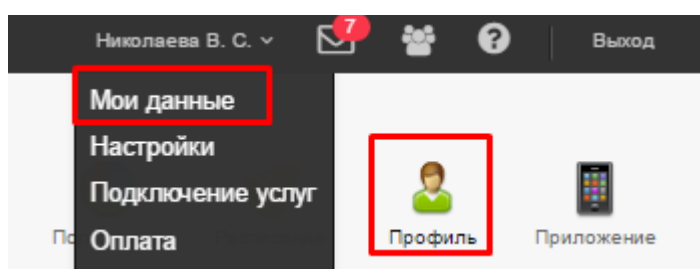 Николаева В. С.
7
?
Выход
Мои данные
Настройки
Подключение услуг
Оплата
Профиль
Приложение